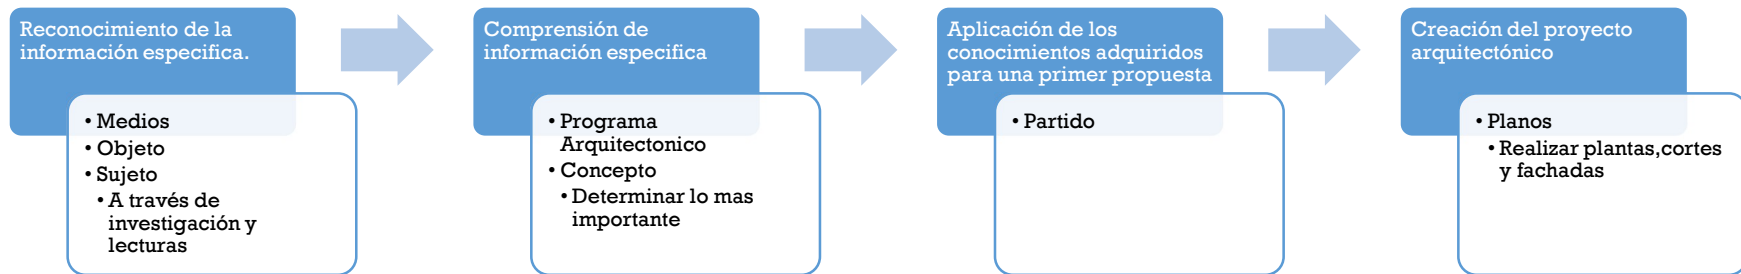 Reconocimiento de la
información especifica.
• Medios
• Objeto
• Sujeto
• A través de
investigación y
lecturas
Comprensión de
información especifica
• Programa
Arquitectonico
• Concepto
• Determinar lo mas
importante
Aplicación de los
conocimientos adquiridos
para una primer propuesta
• Partido
Creación del proyecto
arquitectónico
• Planos
• Realizar plantas,cortes
y fachadas